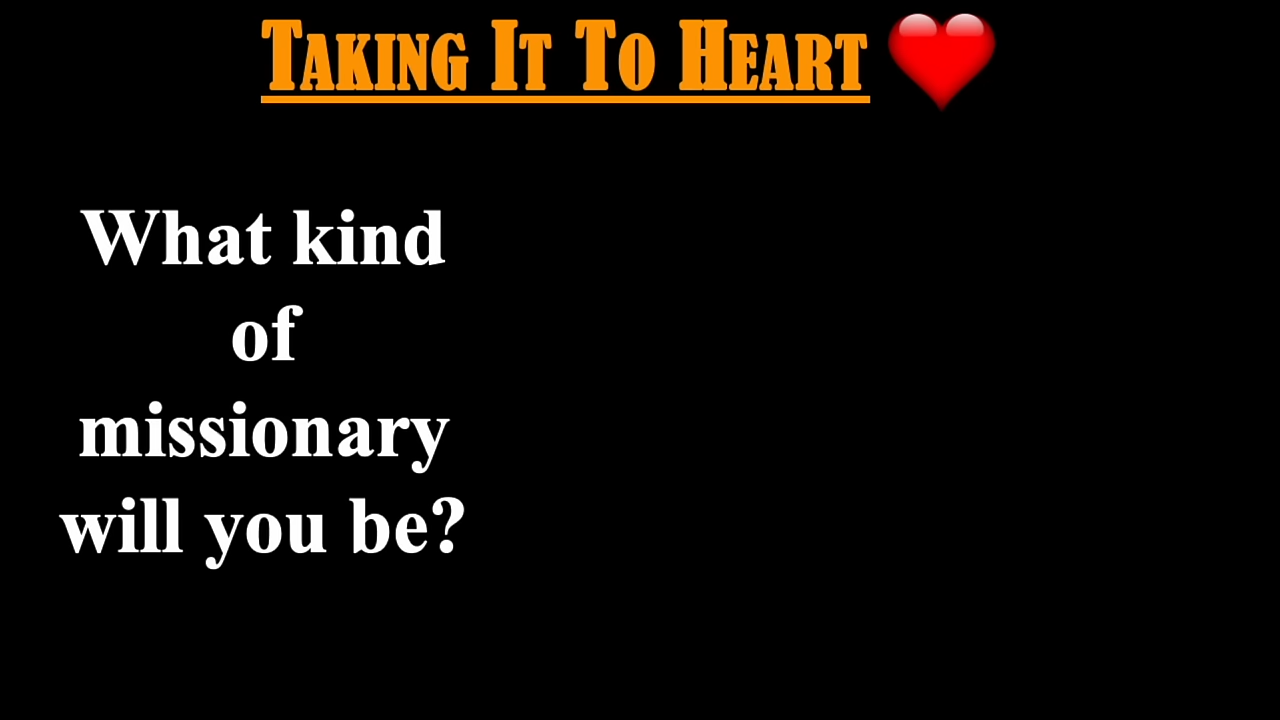 Taking It To Heart
What kind
of
missionary
will you be?